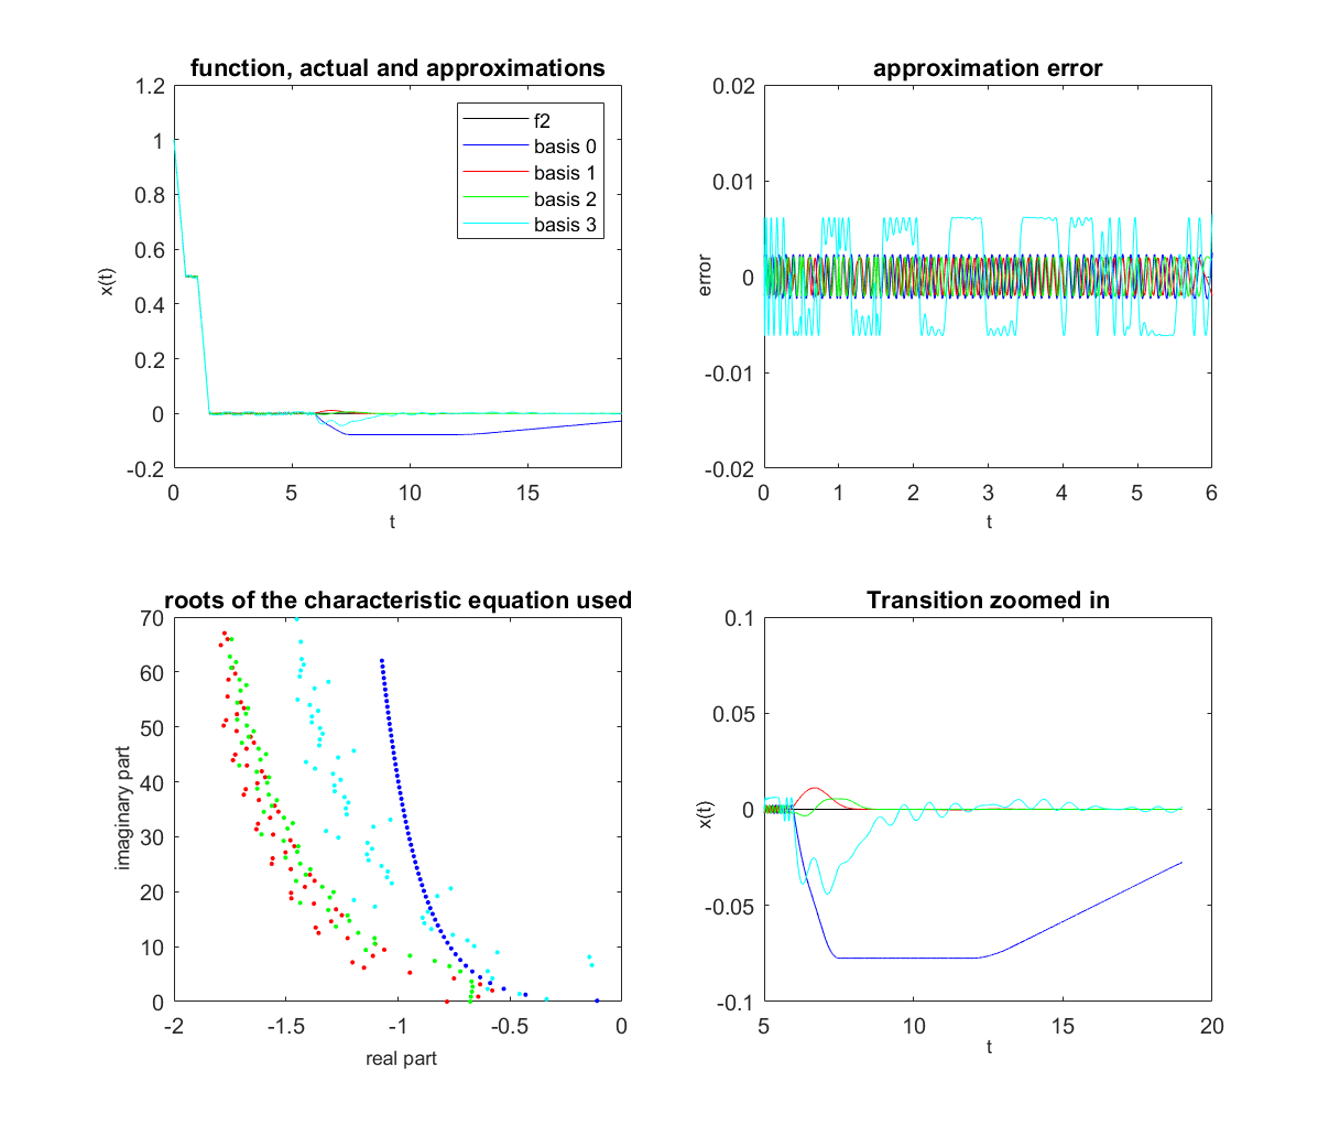 function, actual and approximations
1.2
1
0.8
0.6
0.4
0.2
0
-0.2
x(t)
0 5 10 15
t
f2
basis 0
basis 1
basis 2
basis 3
approximation error
0.02
0.01
0
-0.01
-0.02
error
0 1 2 3 4 5 6
t
roots of the characteristic equation used
70
60
50
40
30
20
10
0
imaginary part
-2 -1.5 -1 -0.5 0
real part
Transition zoomed in
0.1
0.05
0
-0.05
-0.1
x(t)
5 10 15 20
t